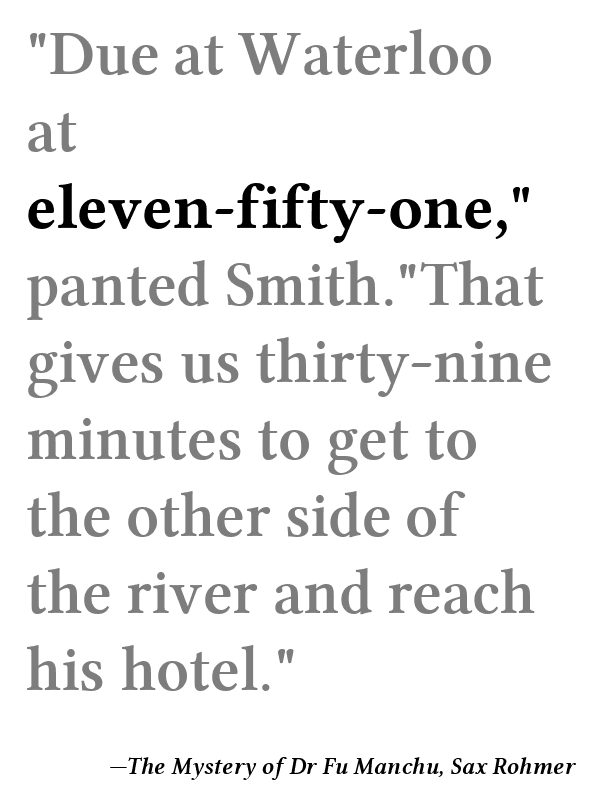 "Due at Waterloo
at
eleven-fifty-one,"
panted Smith."That
gives us thirty-nine
minutes to get to
the other side of
the river and reach
his hotel."
—The Mystery of Dr Fu Manchu, Sax Rohmer